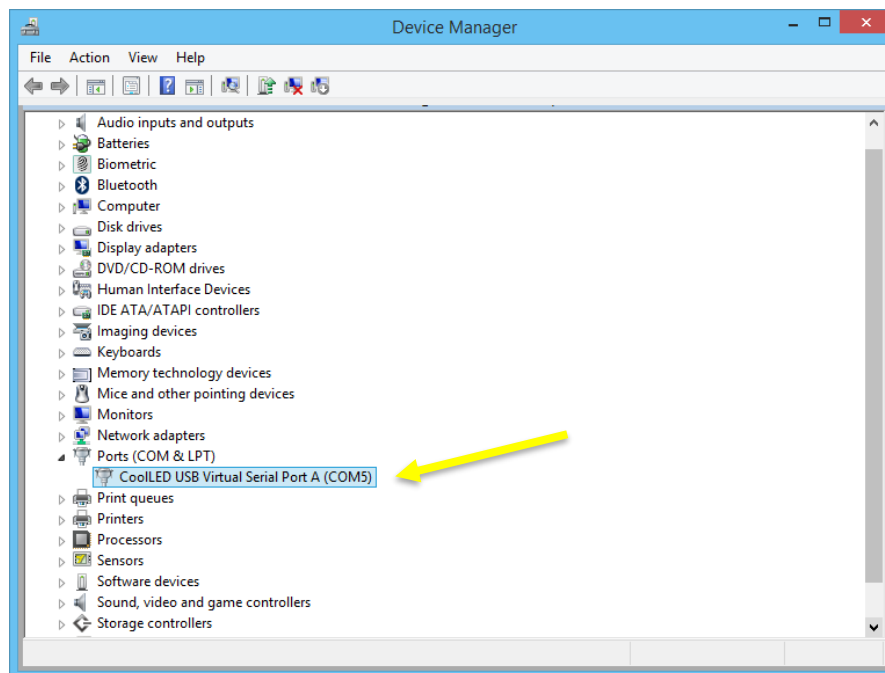 Device Manager
File Action View Help
Audio inputs and outputs
Batteries
Biometric
Bluetooth
Computer
Disk drives
Display adapters
DVD/CD-ROM drives
Human Interface Devices
IDE ATA/ATAPI controllers
Imaging devices
Keyboards
Memory technology devices
Mice and other pointing devices
Monitors
Network adapters
Ports (COM & LPT)
CoolLED USB Virtual Serial Port A (COM5)
Print queues
Printers
Processors
Sensors
Software devices
Sound, video and game controllers
Storage controllers